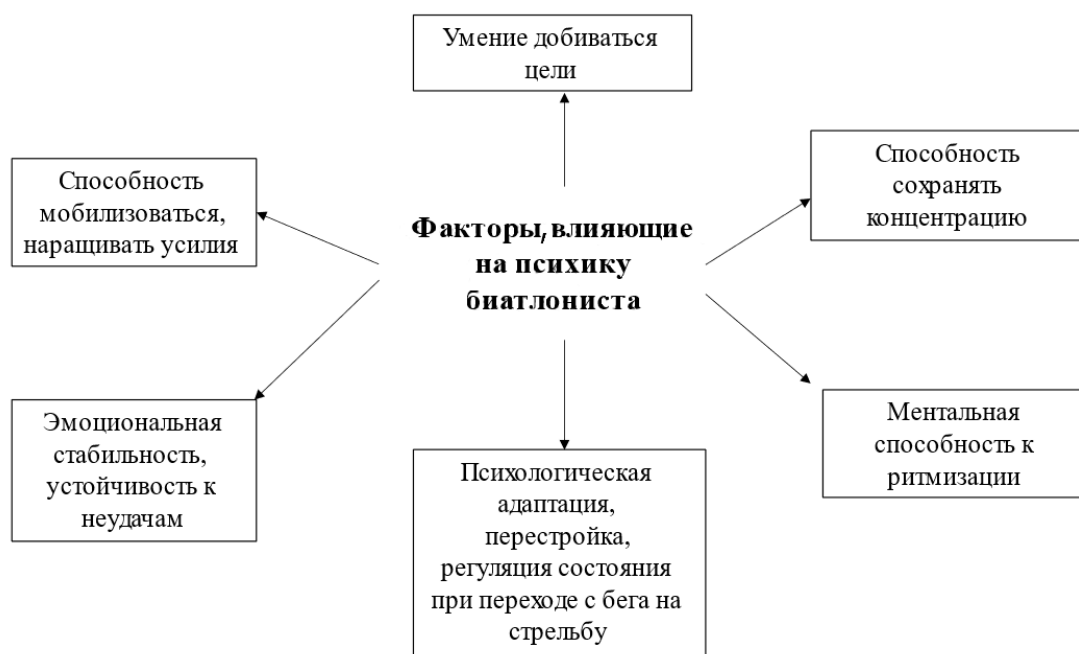 Умение добиваться
цели
Способность
мобилизоваться,
наращивать усилия
Способность
сохранять
концентрацию
Факторы, влияющие
на психику
биатлониста
Эмоциональная
стабильность,
устойчивость к
неудачам
Психологическая
адаптация,
перестройка,
регуляция состояния
при переходе с бега на
стрельбу
Ментальная
способность к
ритмизации